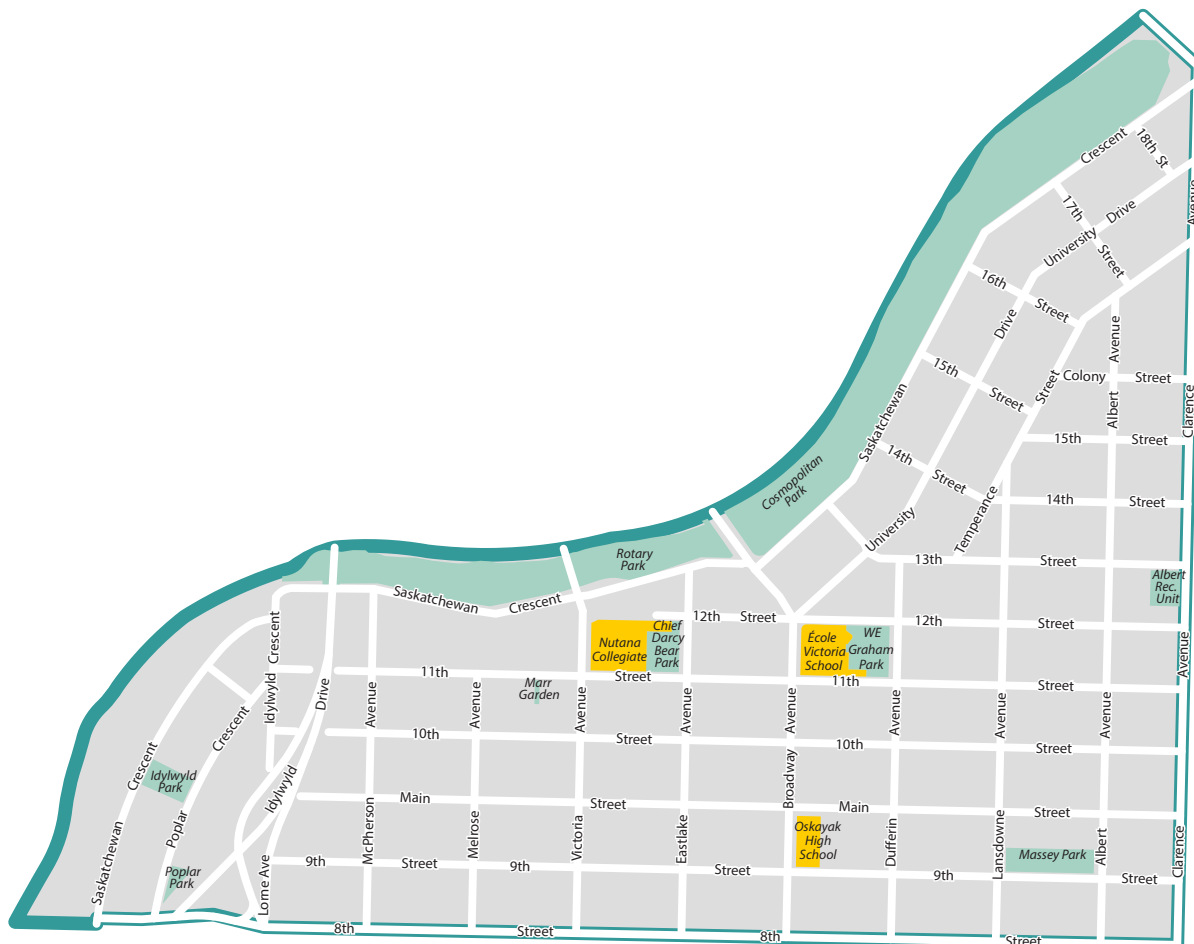 18th St
Crescent
17th
Street
Drive
University
Avenue
16th
Street
Drive
Avenue
15th
Street
Street
Colony
Street
Albert
Clarence
Saskatchewan
15th
Street
14th
Street
Cosmopolitan
Park
14th
Street
Temperance
University
13th
Street
Rotary
Park
Albert
Rec.
Unit
Saskatchewan
Crescent
12th
Street
12th
Street
Crescent
Nutana
Collegiate
Chief
Darcy
Bear
Park
École
Victoria
School
WE
Graham
Park
Avenue
11th
Street
11th
Street
Marr
Garden
Idylwyld
Drive
Avenue
Avenue
Avenue
Avenue
Avenue
Avenue
Avenue
Avenue
Crescent
Crescent
10th
Street
10th
Street
Idylwyld
Park
Idylwyld
Broadway
Main
Street
Main
Street
Saskatchewan
Poplar
McPherson
Melrose
Victoria
Eastlake
Dufferin
Lansdowne
Albert
Clarence
Oskayak
High
School
Massey Park
9th
Street
9th
Street
9th
Street
Poplar
Park
Lorne Ave
8th
Street
8th
Street